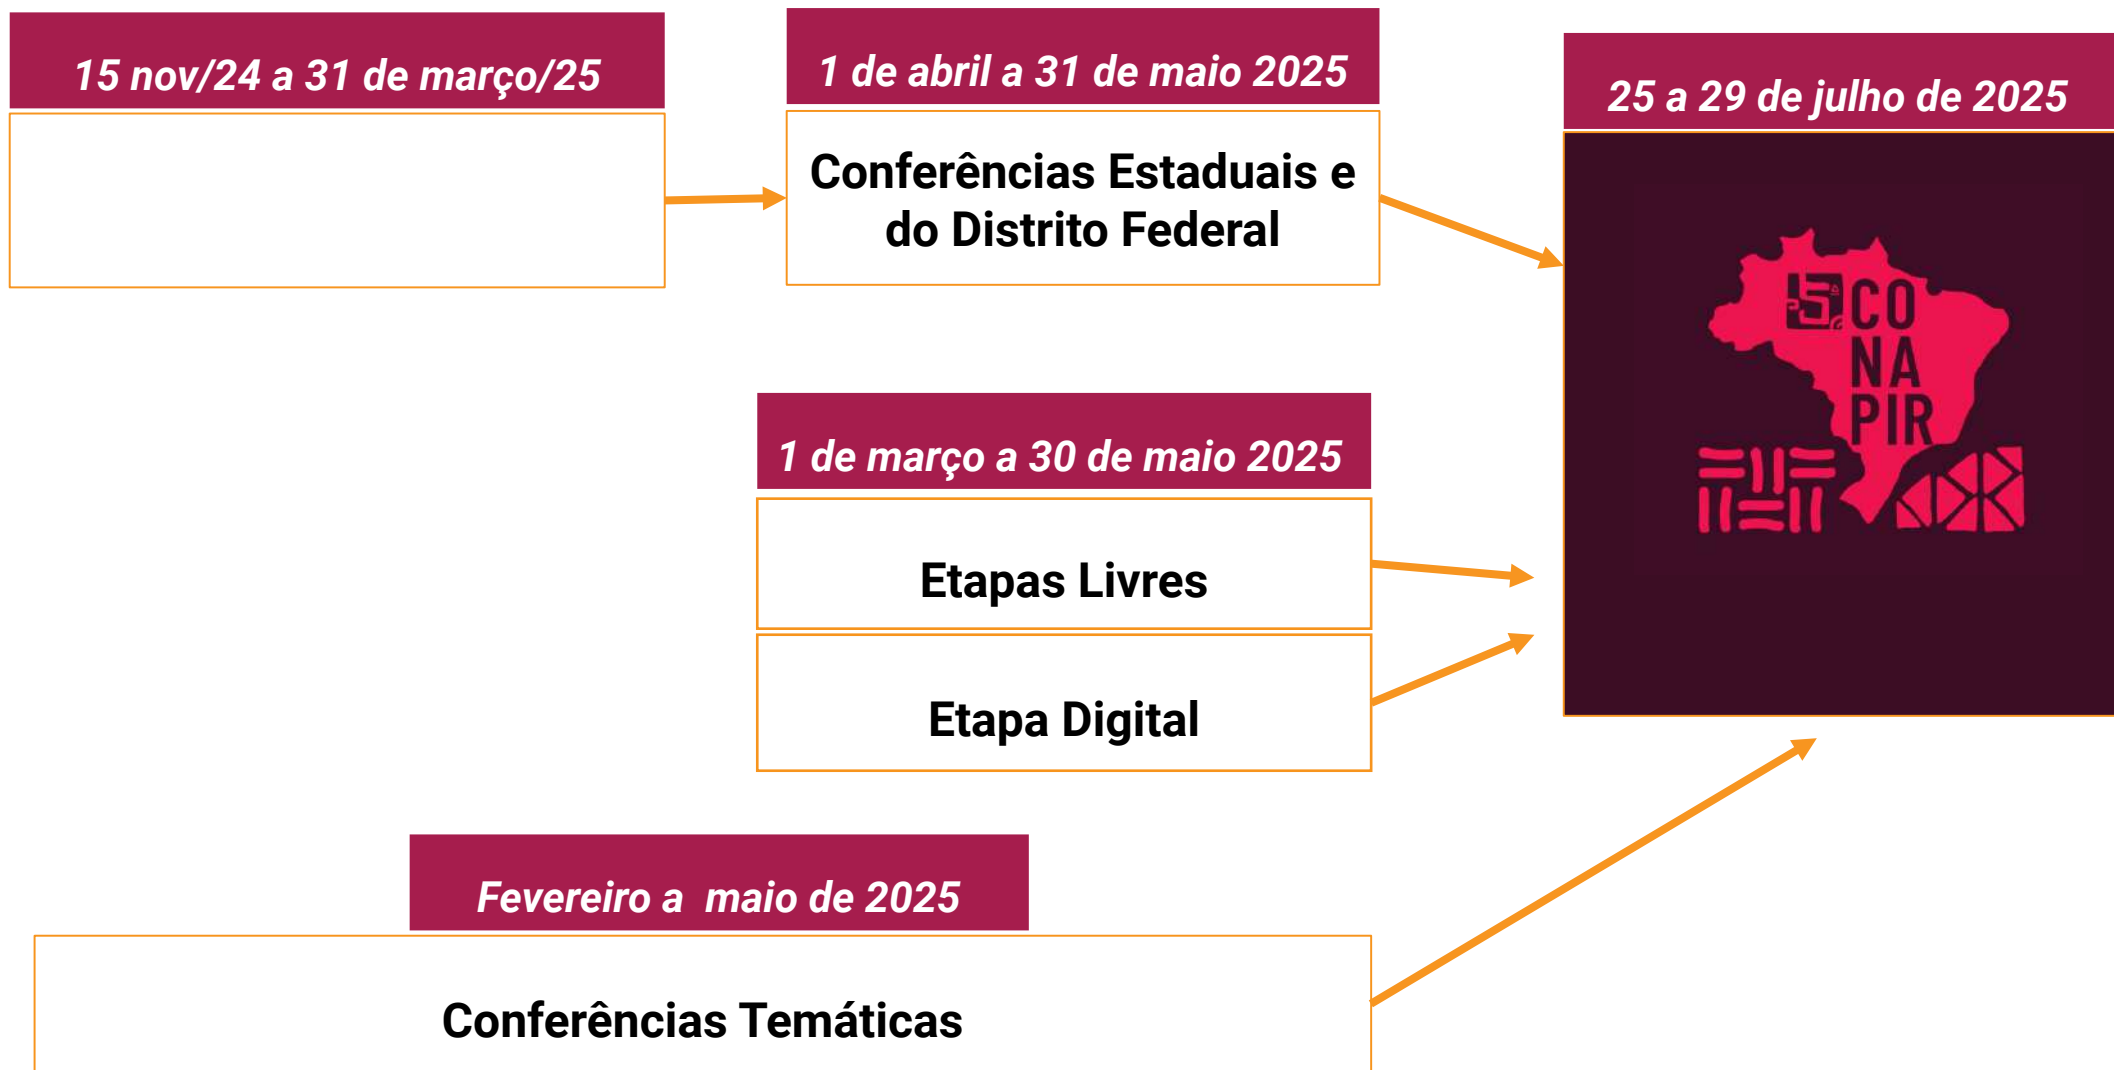 15 nov/24 a 31 de março/25
1 de abril a 31 de maio 2025
Conferências Estaduais e
do Distrito Federal
25 a 29 de julho de 2025
5ª CO
NA
PIR
1 de março a 30 de maio 2025
Etapas Livres
Etapa Digital
Fevereiro a  maio de 2025
Conferências Temáticas